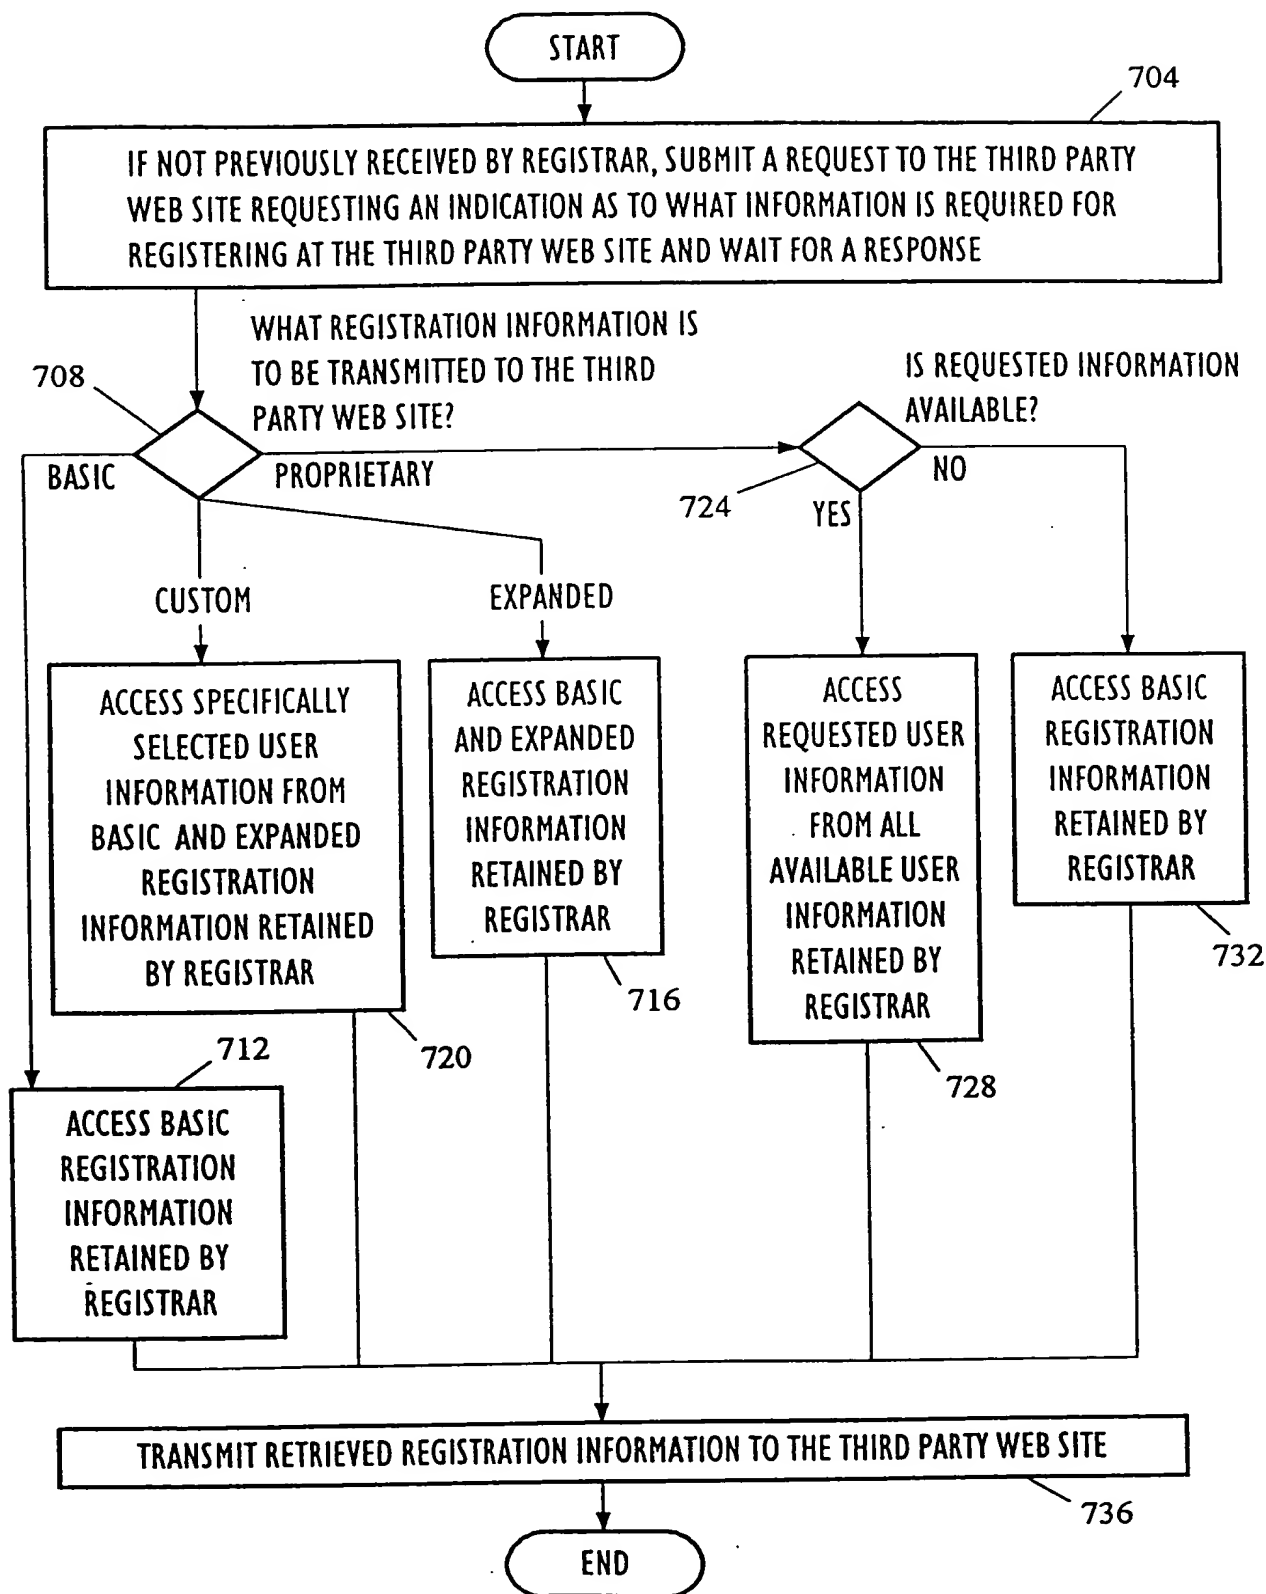 START
704
IF NOT PREVIOUSLY RECEIVED BY REGISTRAR, SUBMIT A REQUEST TO THE THIRD PARTY
WEB SITE REQUESTING AN INDICATION AS TO WHAT INFORMATION IS REQUIRED FOR
REGISTERING AT THE THIRD PARTY WEB SITE AND WAIT FOR A RESPONSE
WHAT REGISTRATION INFORMATION IS
TO BE TRANSMITTED TO THE THIRD
PARTY WEB SITE?
708
IS REQUESTED INFORMATION
AVAILABLE?
BASIC
PROPRIETARY
724
YES
NO
CUSTOM
EXPANDED
ACCESS SPECIFICALLY
SELECTED USER
INFORMATION FROM
BASIC AND EXPANDED
REGISTRATION
INFORMATION RETAINED
BY REGISTRAR
720
ACCESS BASIC
AND EXPANDED
REGISTRATION
INFORMATION
RETAINED BY
REGISTRAR
716
ACCESS
REQUESTED USER
INFORMATION
FROM ALL
AVAILABLE USER
INFORMATION
RETAINED BY
REGISTRAR
728
ACCESS BASIC
REGISTRATION
INFORMATION
RETAINED BY
REGISTRAR
732
712
ACCESS BASIC
REGISTRATION
INFORMATION
RETAINED BY
REGISTRAR
TRANSMIT RETRIEVED REGISTRATION INFORMATION TO THE THIRD PARTY WEB SITE
736
END